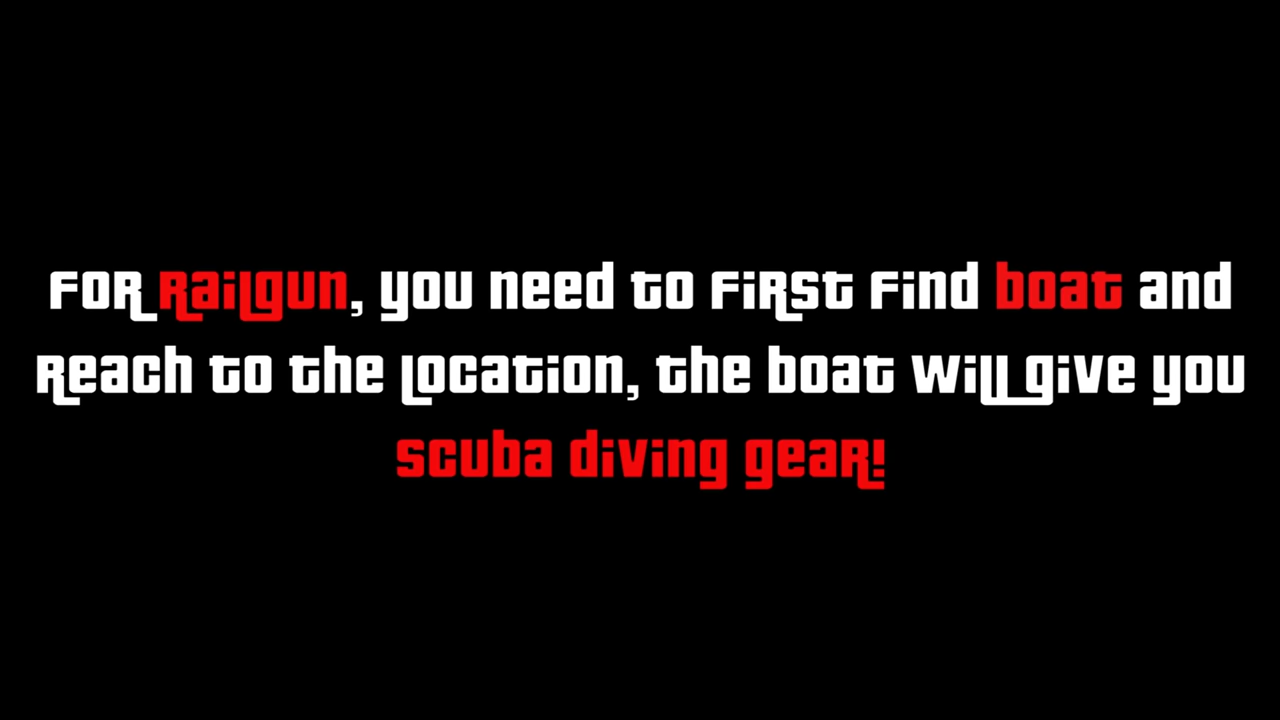 For Railgun, you need to first find boat and
Reach to the location, the boat will give you
scuba diving gear!